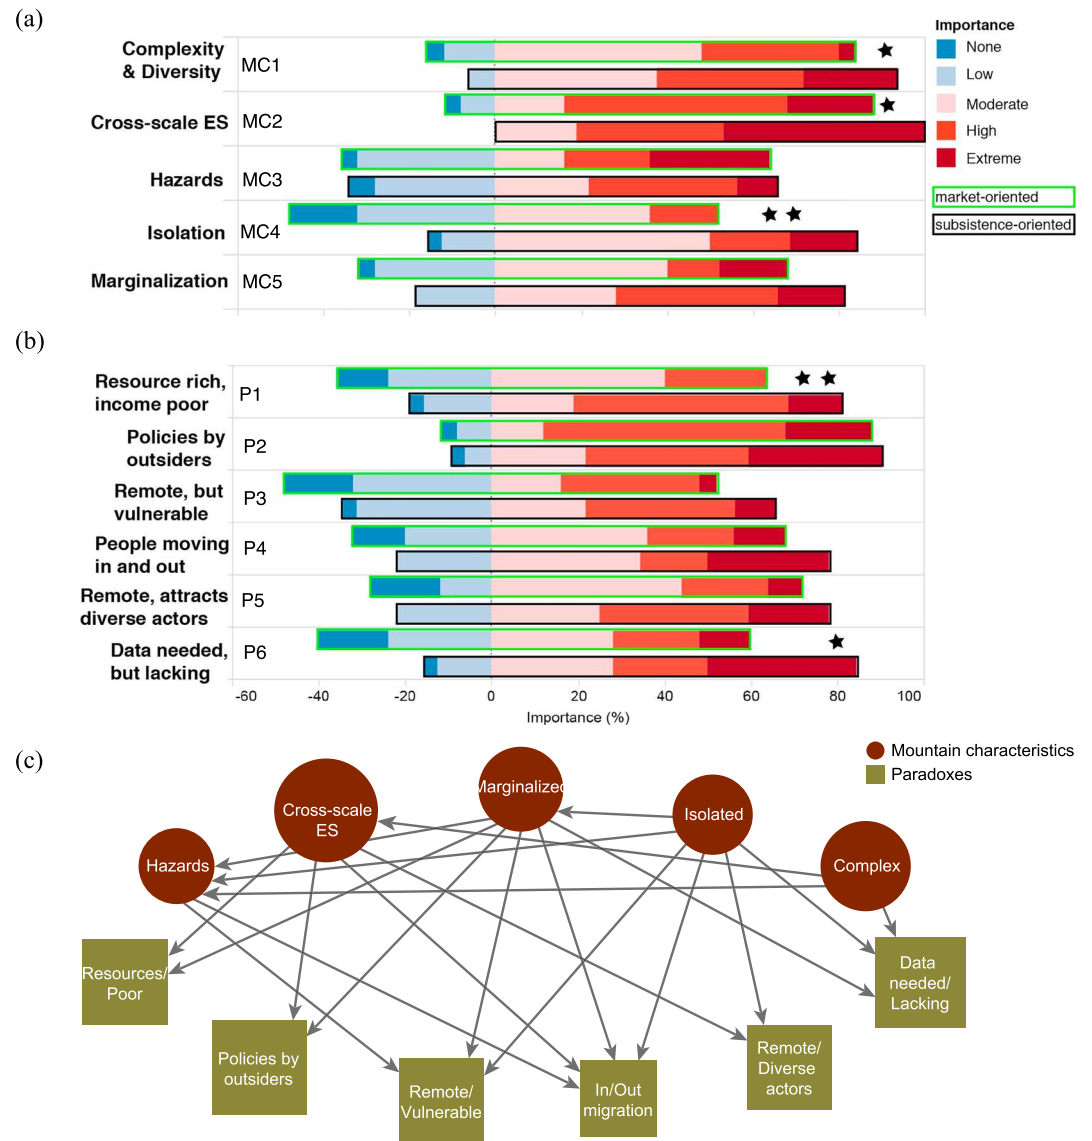 (a)
Complexity
& Diversity
MC1
Cross-scale ES
MC2
Hazards
MC3
Isolation
MC4
Marginalization
MC5
Importance
None
Low
Moderate
High
Extreme
market-oriented
subsistence-oriented
(b)
Resource rich,
income poor
P1
Policies by
outsiders
P2
Remote, but
vulnerable
P3
People moving
in and out
P4
Remote, attracts
diverse actors
P5
Data needed,
but lacking
P6
-60 -40 -20 0 20 40 60 80 100
Importance (%)
(c)
Mountain characteristics
Paradoxes
Hazards
Cross-scale
ES
Marginalized
Isolated
Complex
Resources/
Poor
Policies by
outsiders
Remote/
Vulnerable
In/Out
migration
Remote/
Diverse
actors
Data
needed/
Lacking